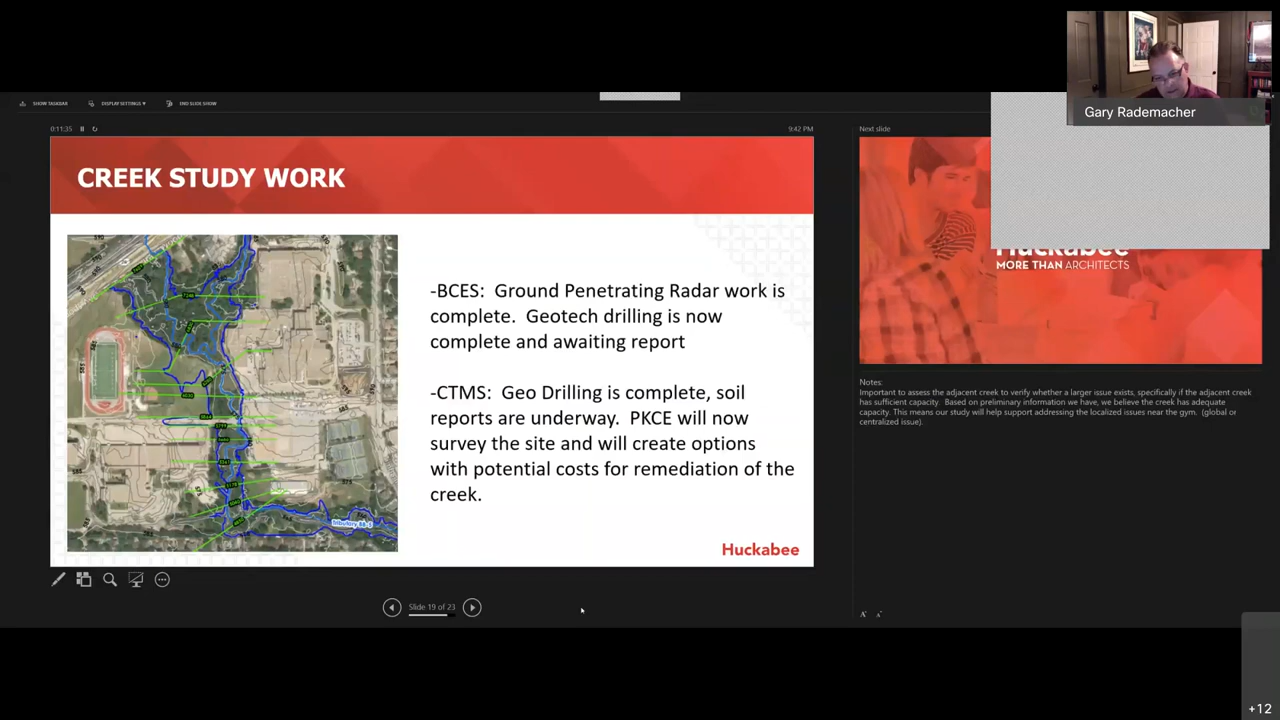 Gary Rademacher
SHOW TASKBAR
DISPLAY SETTINGS ▼
END SLIDE SHOW
0:11:35
9:42 PM
Next slide
CREEK STUDY WORK
-BCES: Ground Penetrating Radar work is
complete. Geotech drilling is now
complete and awaiting report
-CTMS: Geo Drilling is complete, soil
reports are underway. PKCE will now
survey the site and will create options
with potential costs for remediation of the
creek.
Huckabee
Huckabee
MORE THAN ARCHITECTS
Notes:
Important to assess the adjacent creek to verify whether a larger issue exists, specifically if the adjacent creek
has sufficient capacity. Based on preliminary information we have, we believe the creek has adequate
capacity. This means our study will help support addressing the localized issues near the gym. (global or
centralized issue).
Slide 19 of 23
+12